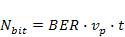 N_bit = BER · v_p · t